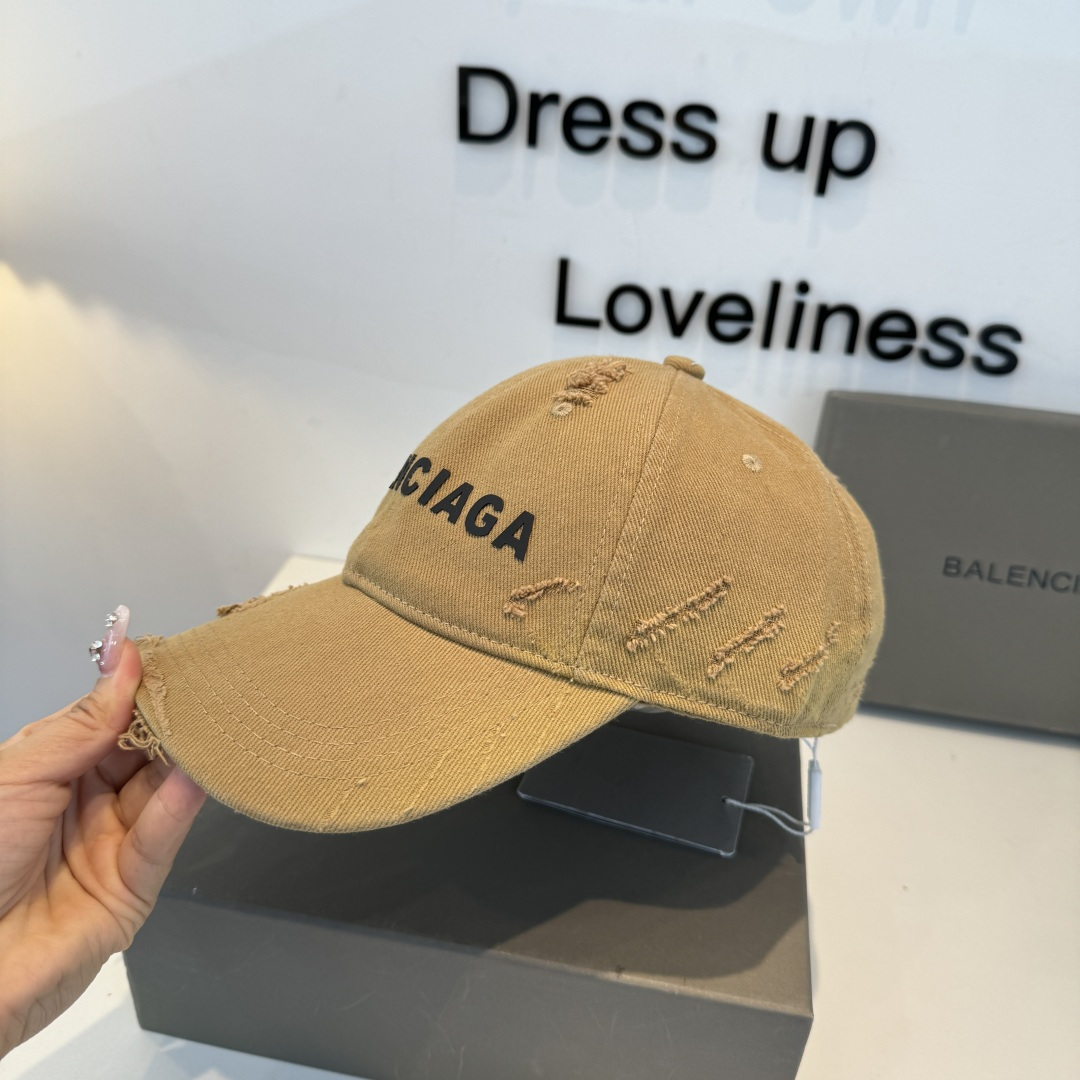 Dress up
Loveliness
NCIAGA
BALENCI